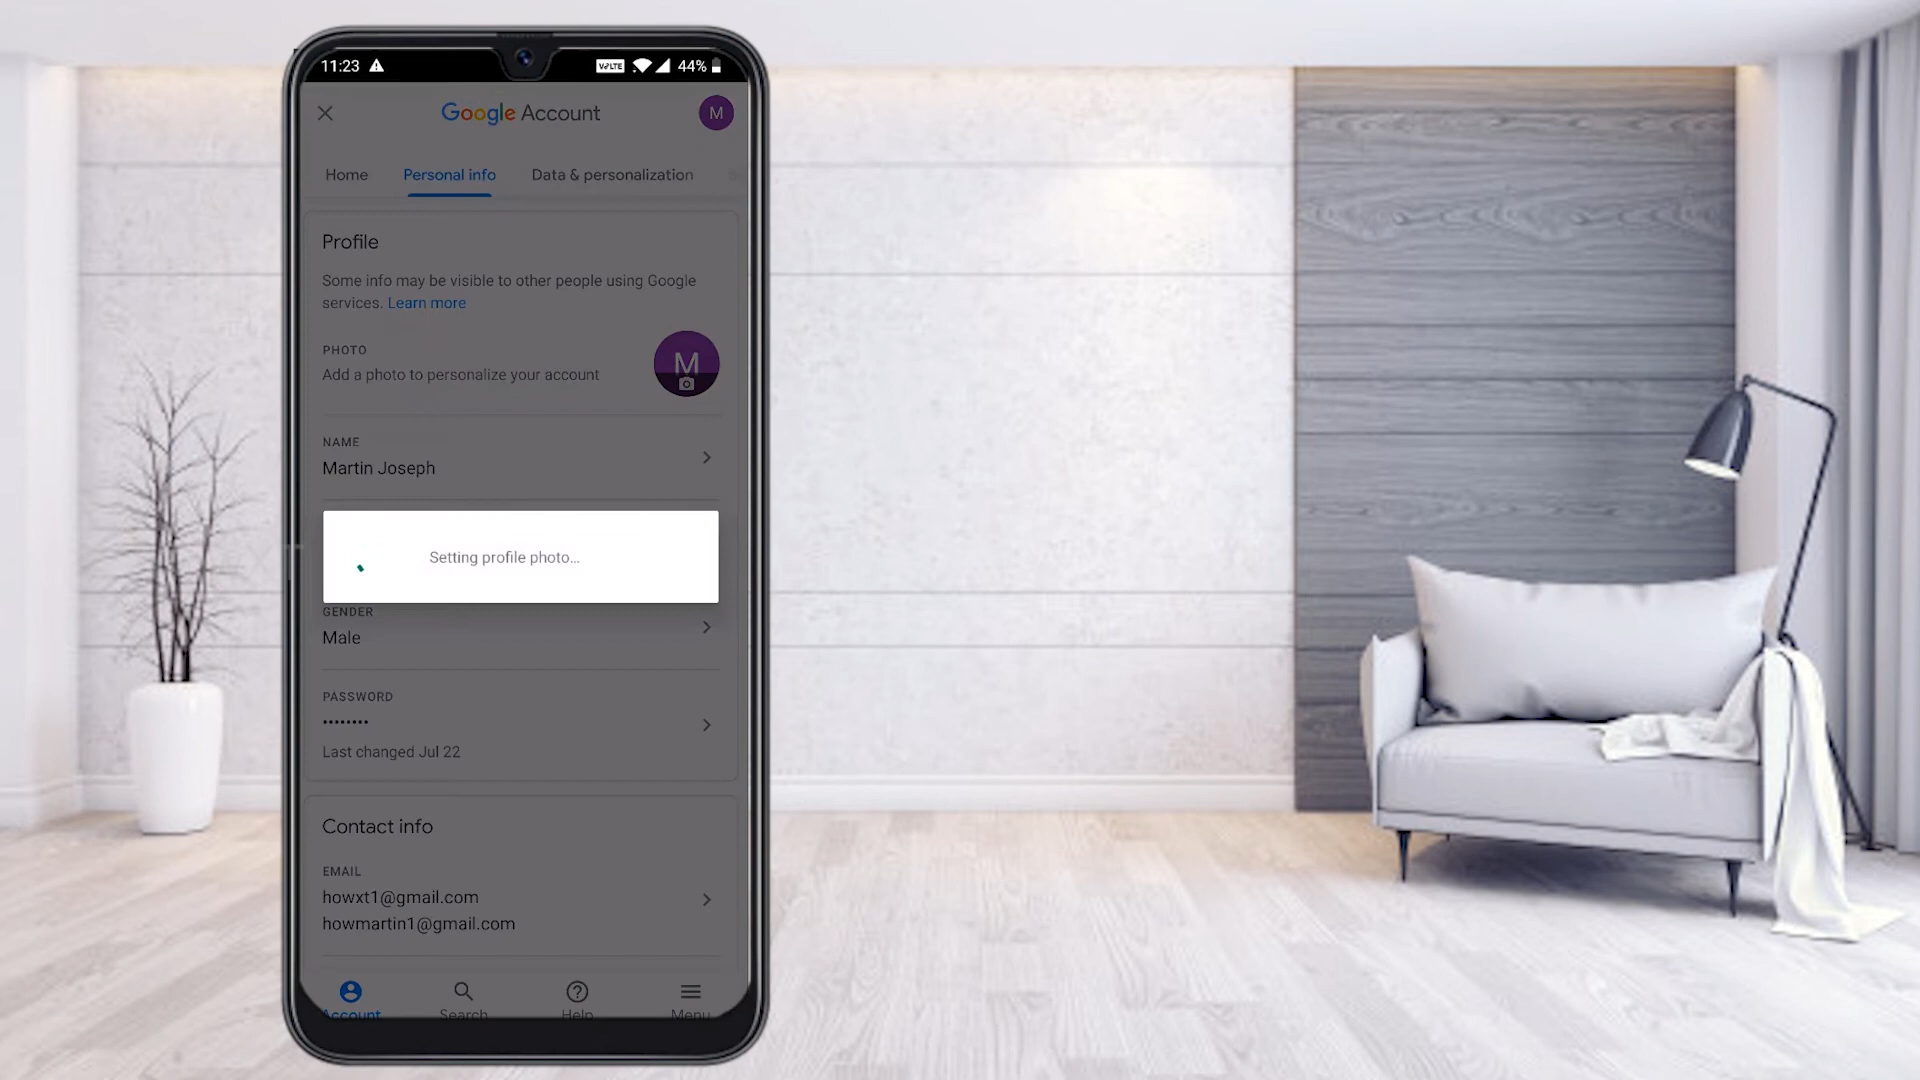 11:23
VoLTE
44%
Google Account
M
Home
Personal info
Data & personalization
Profile
Some info may be visible to other people using Google
services. Learn more
PHOTO
Add a photo to personalize your account
M
NAME
Martin Joseph
Setting profile photo...
GENDER
Male
PASSWORD
••••••••
Last changed Jul 22
Contact info
EMAIL
howxt1@gmail.com
howmartin1@gmail.com
Account
Search
Help
Menu